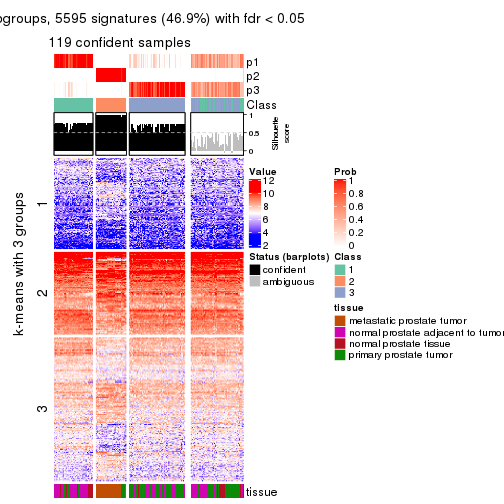 ogroups, 5595 signatures (46.9%) with fdr < 0.05
119 confident samples
p1
p2
p3
Class
1
0.5
0
Silhouette
score
k-means with 3 groups
1
2
3
tissue
Value
12
10
8
6
4
2
Prob
1
0.8
0.6
0.4
0.2
0
Status (barplots)
confident
ambiguous
Class
1
2
3
tissue
metastatic prostate tumor
normal prostate adjacent to tumor
normal prostate tissue
primary prostate tumor